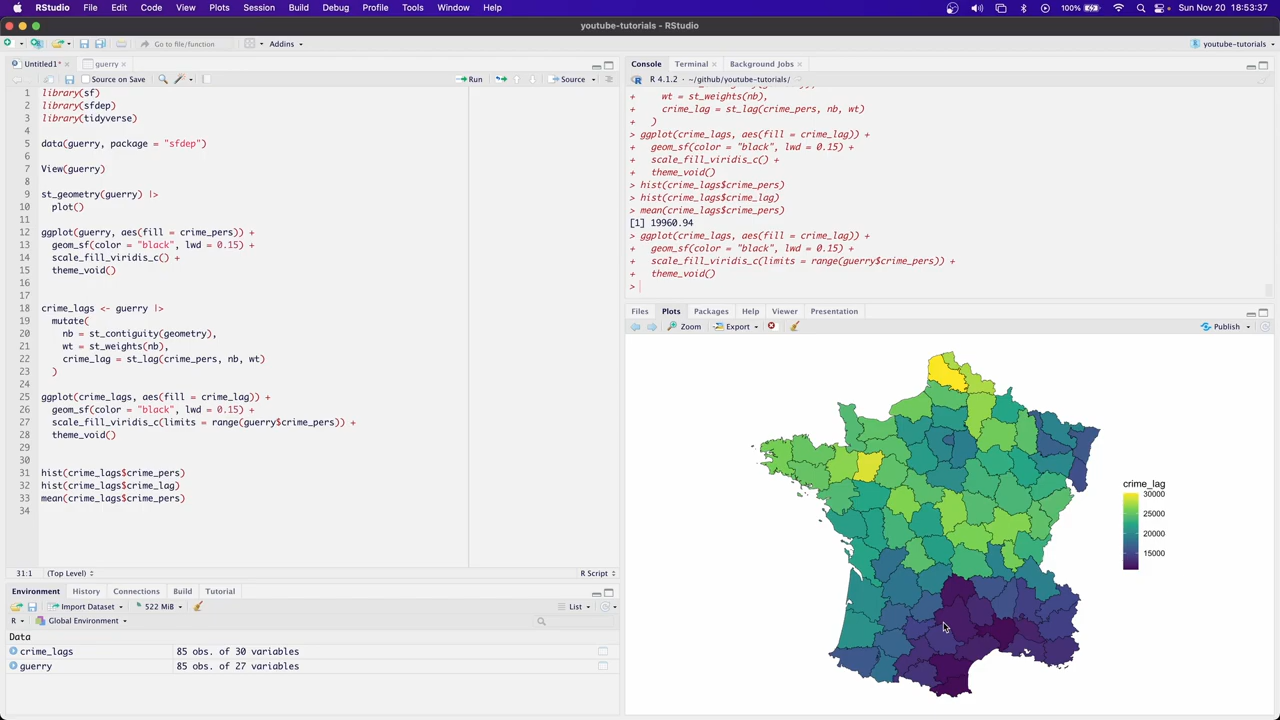 RStudio File Edit Code View Plots Session Build Debug Profile Tools Window Help 100% Sun Nov 20 18:53:37
youtube-tutorials - RStudio
Go to file/function Addins youtube-tutorials
Untitled1* guerry
Source on Save Run Source
1 library(sf)
2 library(sfdep)
3 library(tidyverse)
4
5 data(guerry, package = "sfdep")
6
7 View(guerry)
8
9 st_geometry(guerry) |>
10 plot()
11
12 ggplot(guerry, aes(fill = crime_pers)) +
13 geom_sf(color = "black", lwd = 0.15) +
14 scale_fill_viridis_c() +
15 theme_void()
16
17
18 crime_lags <- guerry |>
19 mutate(
20 nb = st_contiguity(geometry),
21 wt = st_weights(nb),
22 crime_lag = st_lag(crime_pers, nb, wt)
23 )
24
25 ggplot(crime_lags, aes(fill = crime_lag)) +
26 geom_sf(color = "black", lwd = 0.15) +
27 scale_fill_viridis_c(limits = range(guerry$crime_pers)) +
28 theme_void()
29
30
31 hist(crime_lags$crime_pers)
32 hist(crime_lags$crime_lag)
33 mean(crime_lags$crime_pers)
34
31:1 (Top Level) R Script
Environment History Connections Build Tutorial
Import Dataset 522 MiB List
R Global Environment
Data
crime_lags 85 obs. of 30 variables
guerry 85 obs. of 27 variables
Console Terminal Background Jobs
R 4.1.2 · ~/github/youtube-tutorials/
+ wt = st_weights(nb),
+ crime_lag = st_lag(crime_pers, nb, wt)
+ )
> ggplot(crime_lags, aes(fill = crime_lag)) +
+ geom_sf(color = "black", lwd = 0.15) +
+ scale_fill_viridis_c() +
+ theme_void()
> hist(crime_lags$crime_pers)
> hist(crime_lags$crime_lag)
> mean(crime_lags$crime_pers)
[1] 19960.94
> ggplot(crime_lags, aes(fill = crime_lag)) +
+ geom_sf(color = "black", lwd = 0.15) +
+ scale_fill_viridis_c(limits = range(guerry$crime_pers)) +
+ theme_void()
>
Files Plots Packages Help Viewer Presentation
Zoom Export Publish
crime_lag
30000
25000
20000
15000